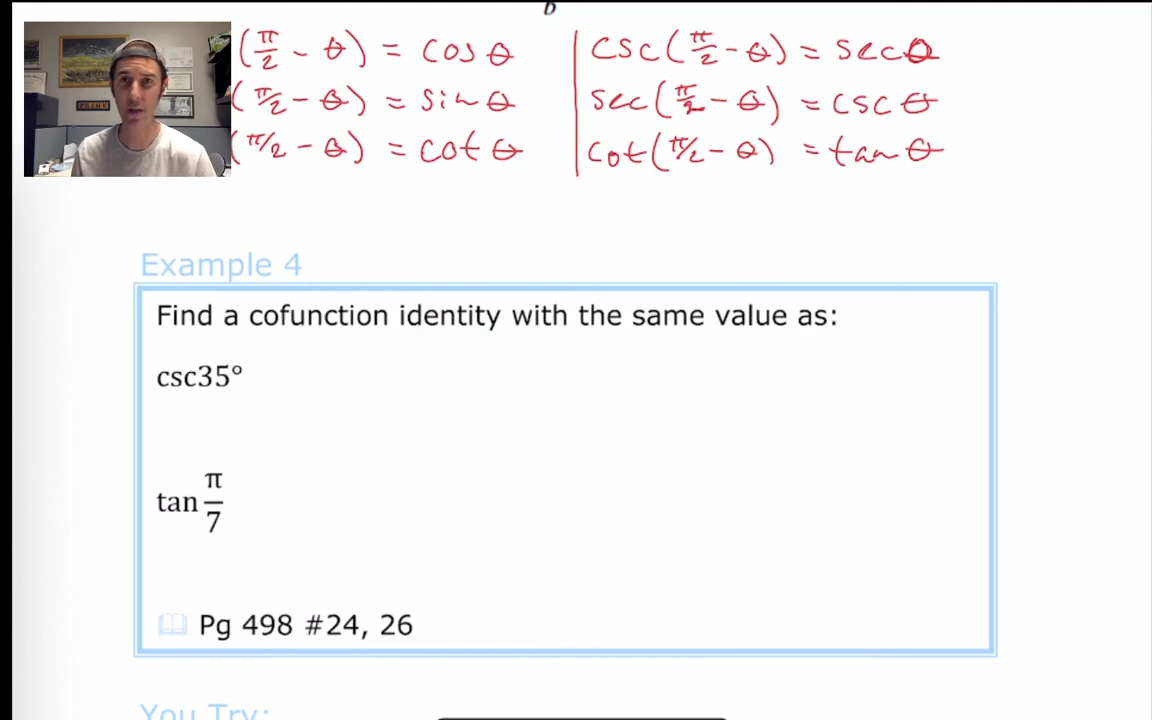 b
(π/2 - θ) = cos θ
(π/2 - θ) = sin θ
(π/2 - θ) = cot θ
csc(π/2 - θ) = sec θ
sec(π/2 - θ) = csc θ
cot(π/2 - θ) = tan θ
Example 4
Find a cofunction identity with the same value as:
csc35°
tan π/7
Pg 498 #24, 26
You Try: